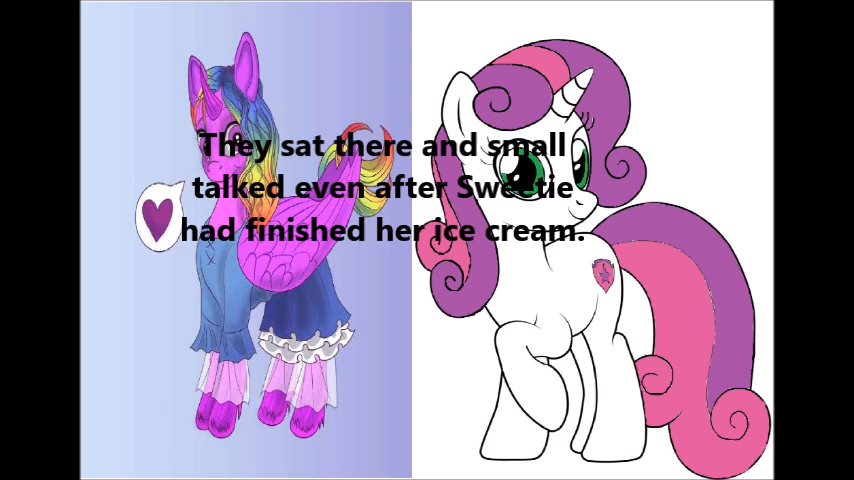 They sat there and small
talked even after Sweetie
had finished her ice cream.